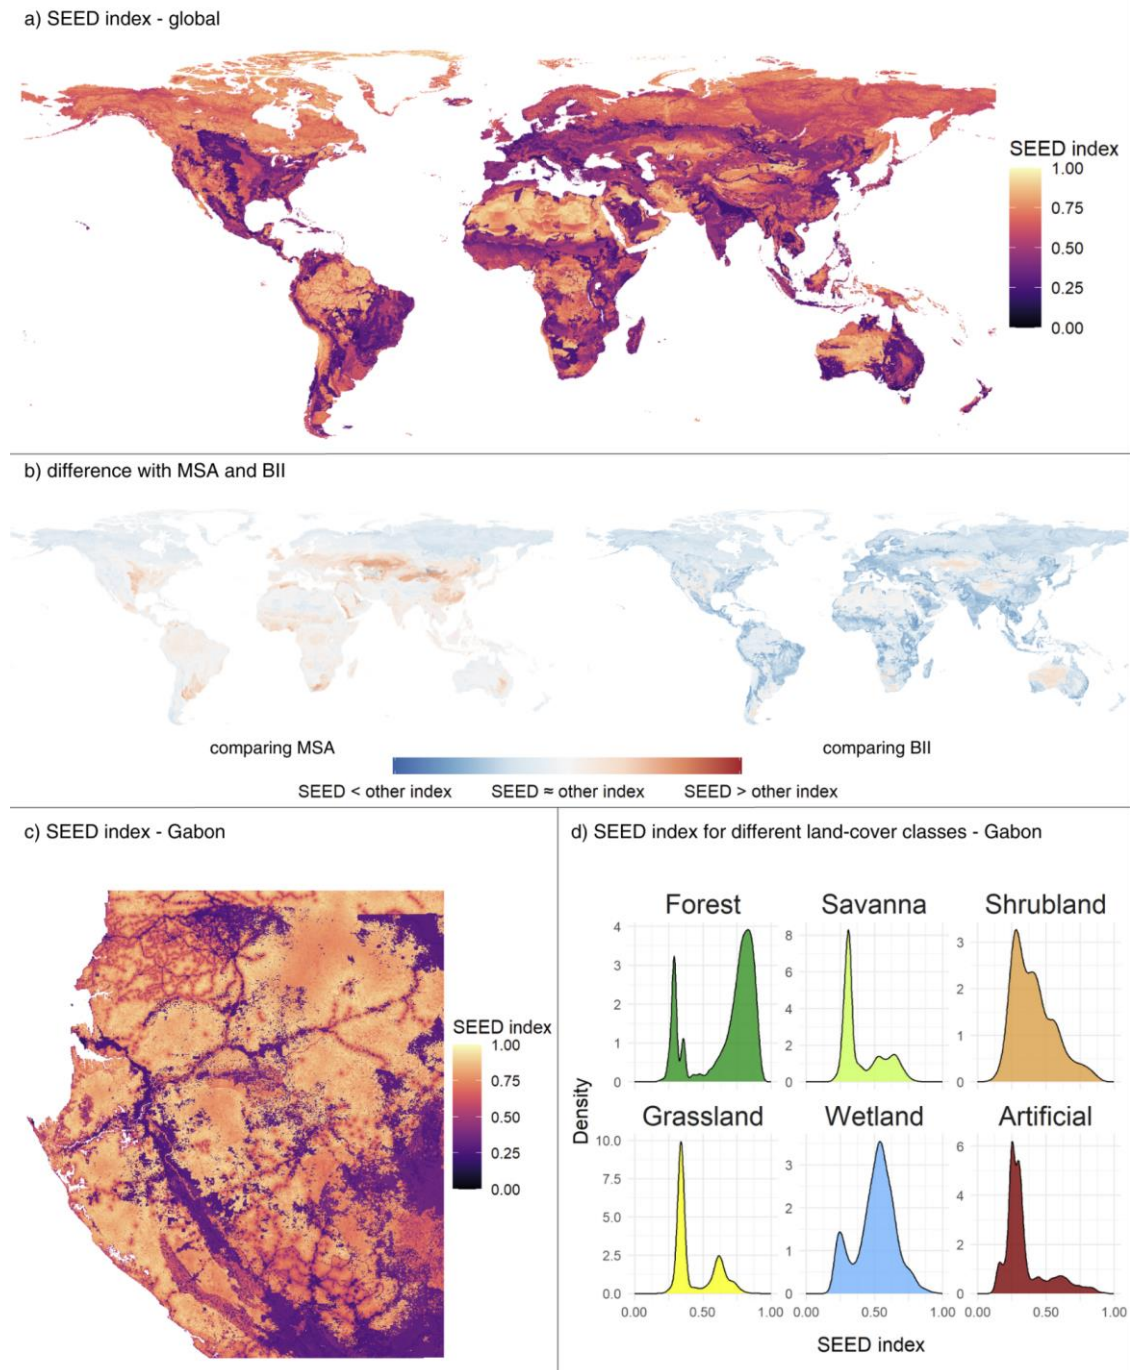 a) SEED index - global
SEED index
1.00
0.75
0.50
0.25
0.00
b) difference with MSA and BII
comparing MSA
comparing BII
SEED < other index
SEED ≈ other index
SEED > other index
c) SEED index - Gabon
SEED index
1.00
0.75
0.50
0.25
0.00
d) SEED index for different land-cover classes - Gabon
Forest
Savanna
Shrubland
4
3
2
1
0
8
6
4
2
0
3
2
1
0
Density
Grassland
Wetland
Artificial
10.0
7.5
5.0
2.5
0.0
3
2
1
0
6
4
2
0
0.00
0.50
1.00
0.00
0.50
1.00
0.00
0.50
1.00
SEED index